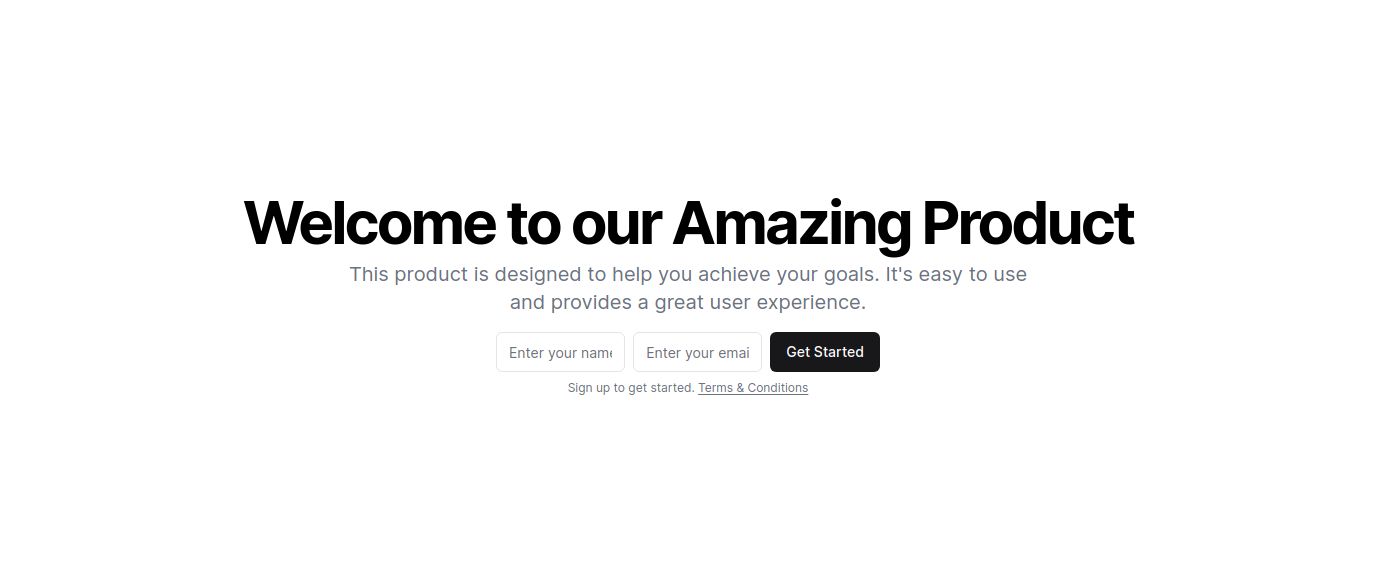 Welcome to our Amazing Product
This product is designed to help you achieve your goals. It's easy to use
and provides a great user experience.
Enter your name Enter your emai Get Started
Sign up to get started. Terms & Conditions